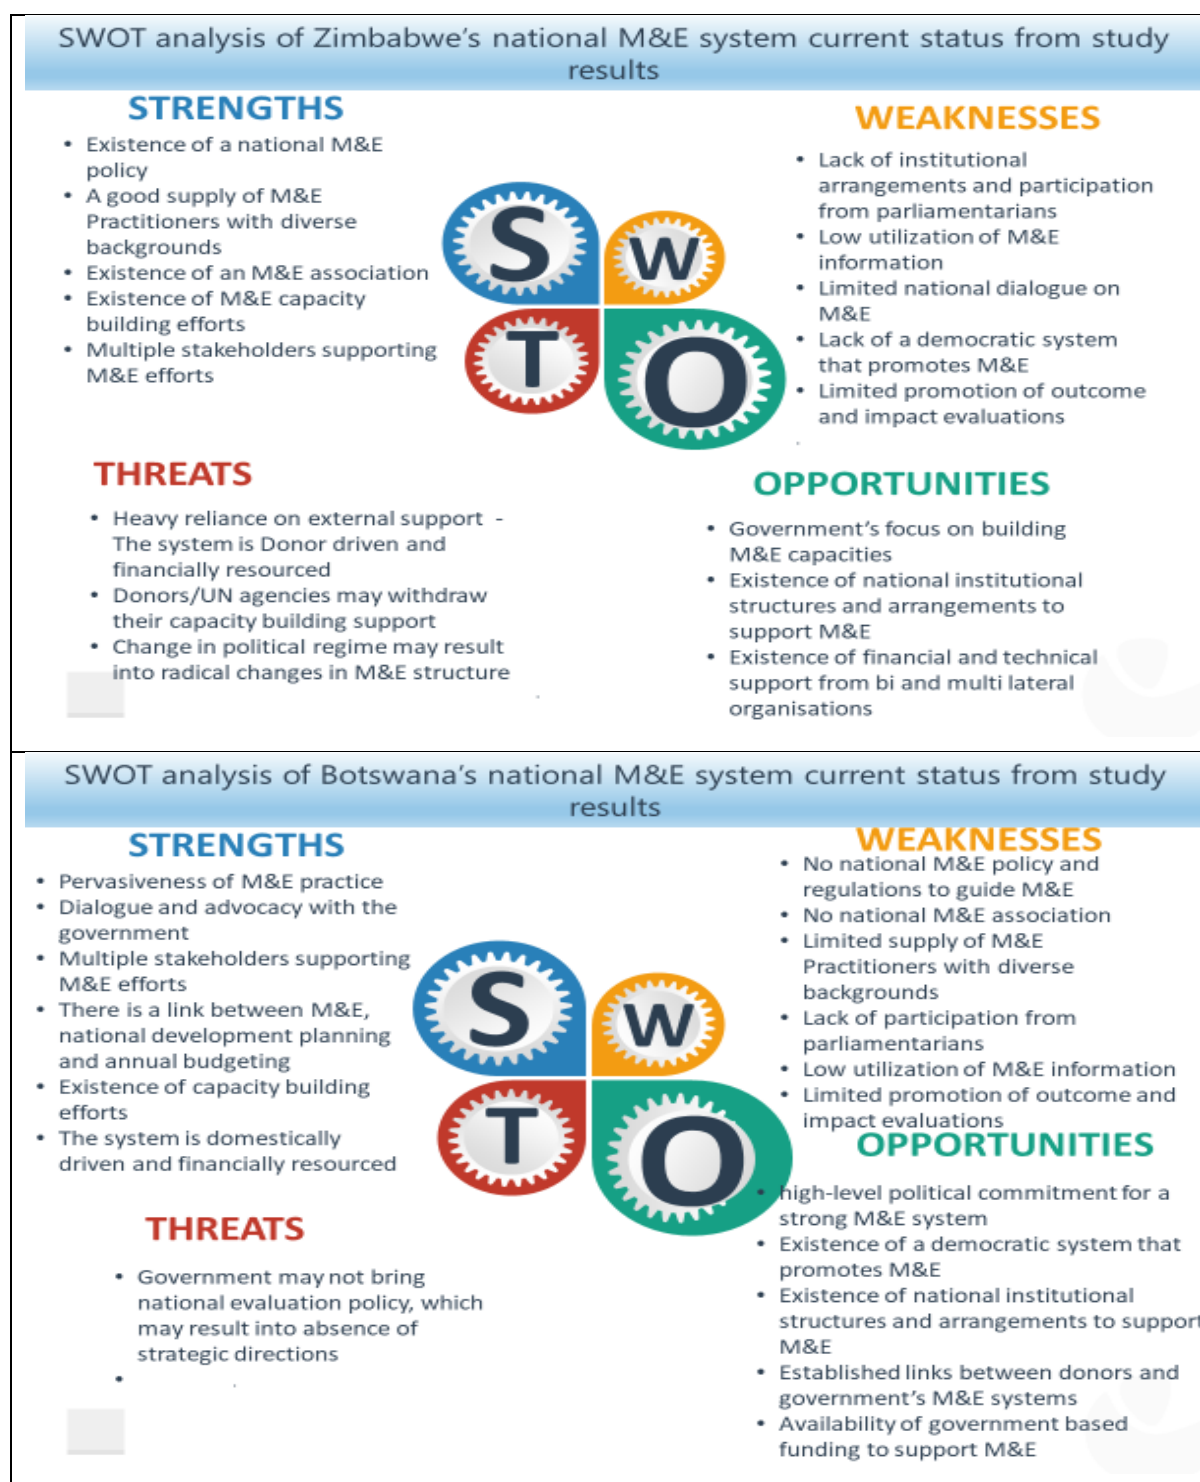 SWOT analysis of Zimbabwe's national M&E system current status from study
results
STRENGTHS
• Existence of a national M&E
policy
• A good supply of M&E
Practitioners with diverse
backgrounds
• Existence of an M&E association
• Existence of M&E capacity
building efforts
• Multiple stakeholders supporting
M&E efforts
WEAKNESSES
• Lack of institutional
arrangements and participation
from parliamentarians
• Low utilization of M&E
information
• Limited national dialogue on
M&E
• Lack of a democratic system
that promotes M&E
• Limited promotion of outcome
and impact evaluations
S
W
T
O
THREATS
• Heavy reliance on external support -
The system is Donor driven and
financially resourced
• Donors/UN agencies may withdraw
their capacity building support
• Change in political regime may result
into radical changes in M&E structure
OPPORTUNITIES
• Government's focus on building
M&E capacities
• Existence of national institutional
structures and arrangements to
support M&E
• Existence of financial and technical
support from bi and multi lateral
organisations
SWOT analysis of Botswana's national M&E system current status from study
results
STRENGTHS
• Pervasiveness of M&E practice
• Dialogue and advocacy with the
government
• Multiple stakeholders supporting
M&E efforts
• There is a link between M&E,
national development planning
and annual budgeting
• Existence of capacity building
efforts
• The system is domestically
driven and financially resourced
WEAKNESSES
• No national M&E policy and
regulations to guide M&E
• No national M&E association
• Limited supply of M&E
Practitioners with diverse
backgrounds
• Lack of participation from
parliamentarians
• Low utilization of M&E information
• Limited promotion of outcome and
impact evaluations
S
W
T
O
THREATS
• Government may not bring
national evaluation policy, which
may result into absence of
strategic directions
•
OPPORTUNITIES
• high-level political commitment for a
strong M&E system
• Existence of a democratic system that
promotes M&E
• Existence of national institutional
structures and arrangements to support
M&E
• Established links between donors and
government's M&E systems
• Availability of government based
funding to support M&E